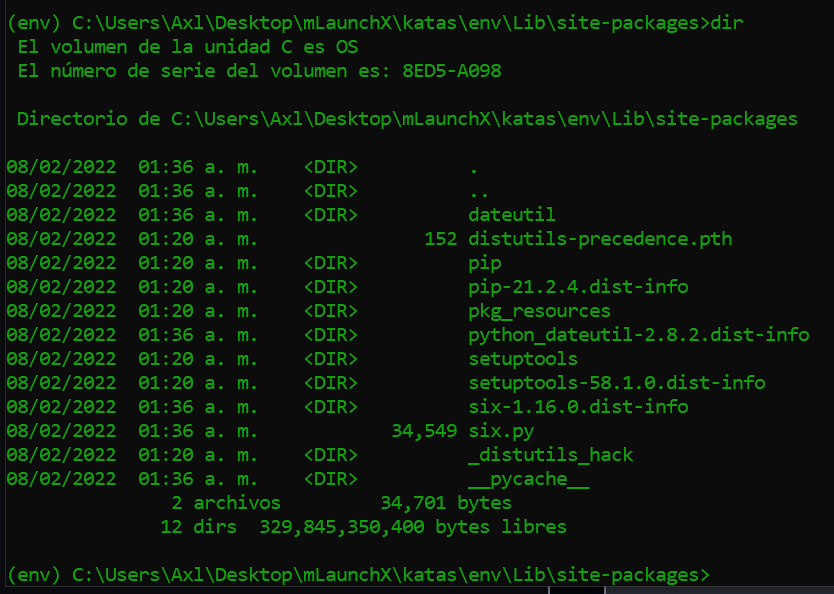 (env) C:\Users\Axl\Desktop\mLaunchX\katas\env\Lib\site-packages>dir
El volumen de la unidad C es OS
El número de serie del volumen es: 8ED5-A098
Directorio de C:\Users\Axl\Desktop\mLaunchX\katas\env\Lib\site-packages
08/02/2022  01:36 a. m.    <DIR>          .
08/02/2022  01:36 a. m.    <DIR>          ..
08/02/2022  01:36 a. m.    <DIR>          dateutil
08/02/2022  01:20 a. m.               152 distutils-precedence.pth
08/02/2022  01:20 a. m.    <DIR>          pip
08/02/2022  01:20 a. m.    <DIR>          pip-21.2.4.dist-info
08/02/2022  01:20 a. m.    <DIR>          pkg_resources
08/02/2022  01:36 a. m.    <DIR>          python_dateutil-2.8.2.dist-info
08/02/2022  01:20 a. m.    <DIR>          setuptools
08/02/2022  01:20 a. m.    <DIR>          setuptools-58.1.0.dist-info
08/02/2022  01:36 a. m.    <DIR>          six-1.16.0.dist-info
08/02/2022  01:36 a. m.            34,549 six.py
08/02/2022  01:20 a. m.    <DIR>          _distutils_hack
08/02/2022  01:36 a. m.    <DIR>          __pycache__
2 archivos         34,701 bytes
12 dirs  329,845,350,400 bytes libres
(env) C:\Users\Axl\Desktop\mLaunchX\katas\env\Lib\site-packages>